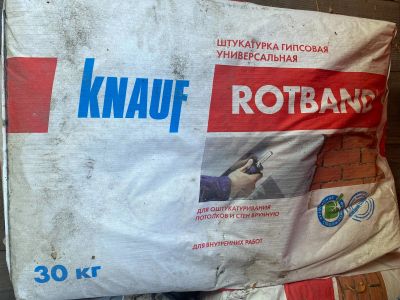 ШТУКАТУРКА ГИПСОВАЯ
УНИВЕРСАЛЬНАЯ
KNAUF
ROTBAND
ДЛЯ ОШТУКАТУРИВАНИЯ
ПОТОЛКОВ И СТЕН ВРУЧНУЮ
ДЛЯ ВНУТРЕННИХ РАБОТ
30 КГ